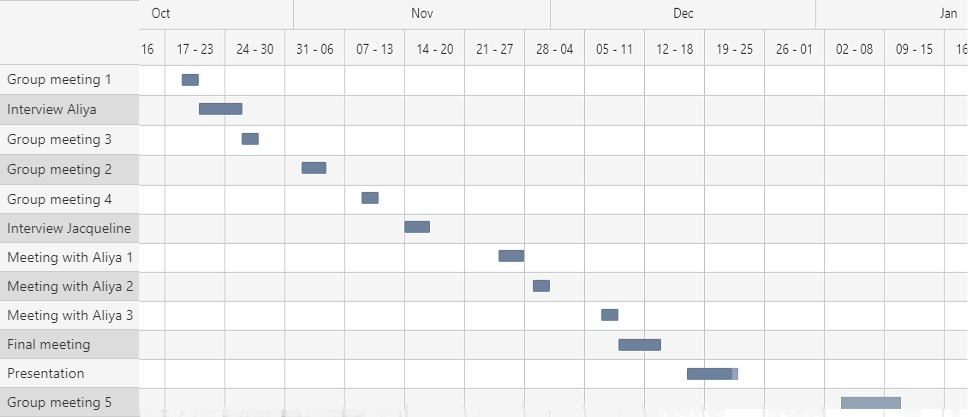 Oct Nov Dec Jan
16 17 - 23 24 - 30 31 - 06 07 - 13 14 - 20 21 - 27 28 - 04 05 - 11 12 - 18 19 - 25 26 - 01 02 - 08 09 - 15 16
Group meeting 1
Interview Aliya
Group meeting 3
Group meeting 2
Group meeting 4
Interview Jacqueline
Meeting with Aliya 1
Meeting with Aliya 2
Meeting with Aliya 3
Final meeting
Presentation
Group meeting 5